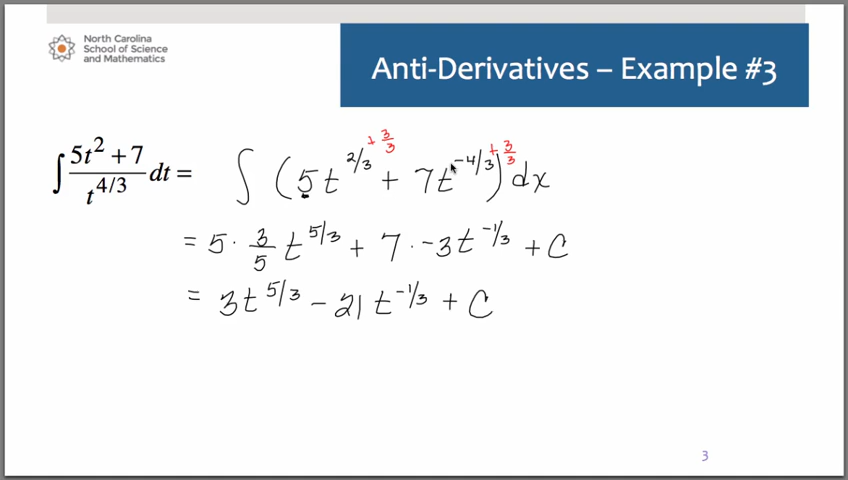 North Carolina
School of Science
and Mathematics
Anti-Derivatives – Example #3
∫ (5t² + 7)/t^(4/3) dt = ∫ (5t^(2/3 + 3/3) + 7t^(-4/3 + 3/3)) dx
= 5 · 3/5 t^(5/3) + 7 · -3t^(-1/3) + C
= 3t^(5/3) - 21t^(-1/3) + C
3